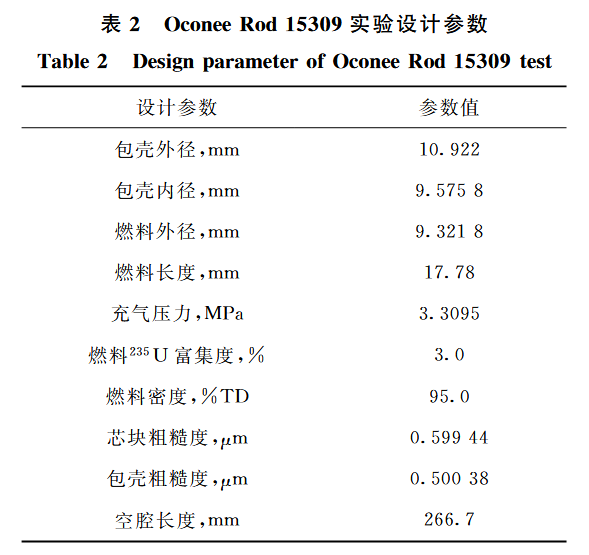 表 2 Oconee Rod 15309 实验设计参数
Table 2 Design parameter of Oconee Rod 15309 test
设计参数 参数值
包壳外径,mm 10.922
包壳内径,mm 9.575 8
燃料外径,mm 9.321 8
燃料长度,mm 17.78
充气压力,MPa 3.3095
燃料²³⁵U富集度,% 3.0
燃料密度,%TD 95.0
芯块粗糙度,μm 0.599 44
包壳粗糙度,μm 0.500 38
空腔长度,mm 266.7